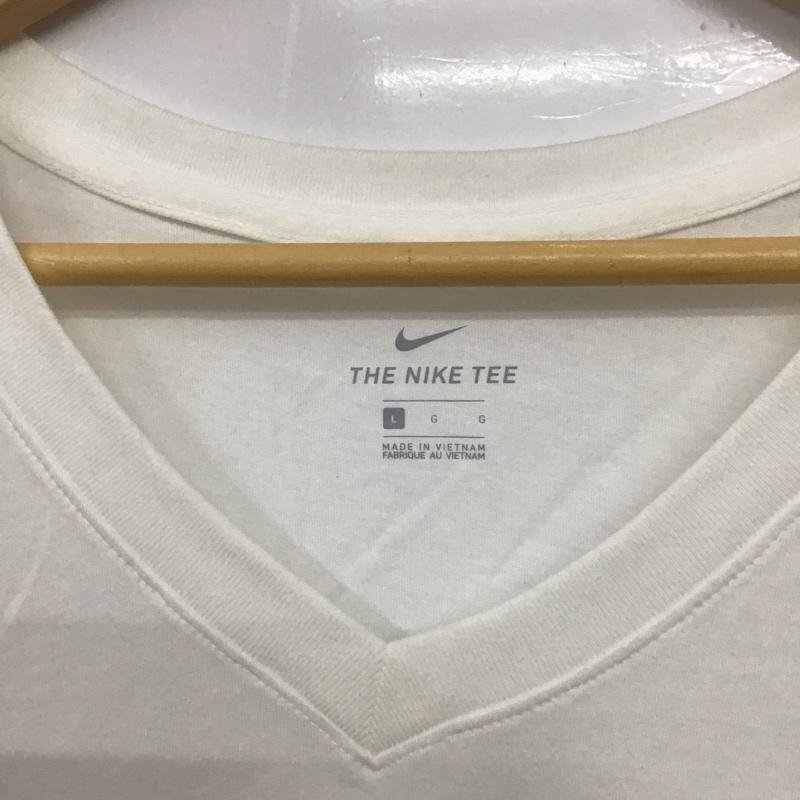 THE NIKE TEE
L G G
MADE IN VIETNAM
FABRIQUE AU VIETNAM